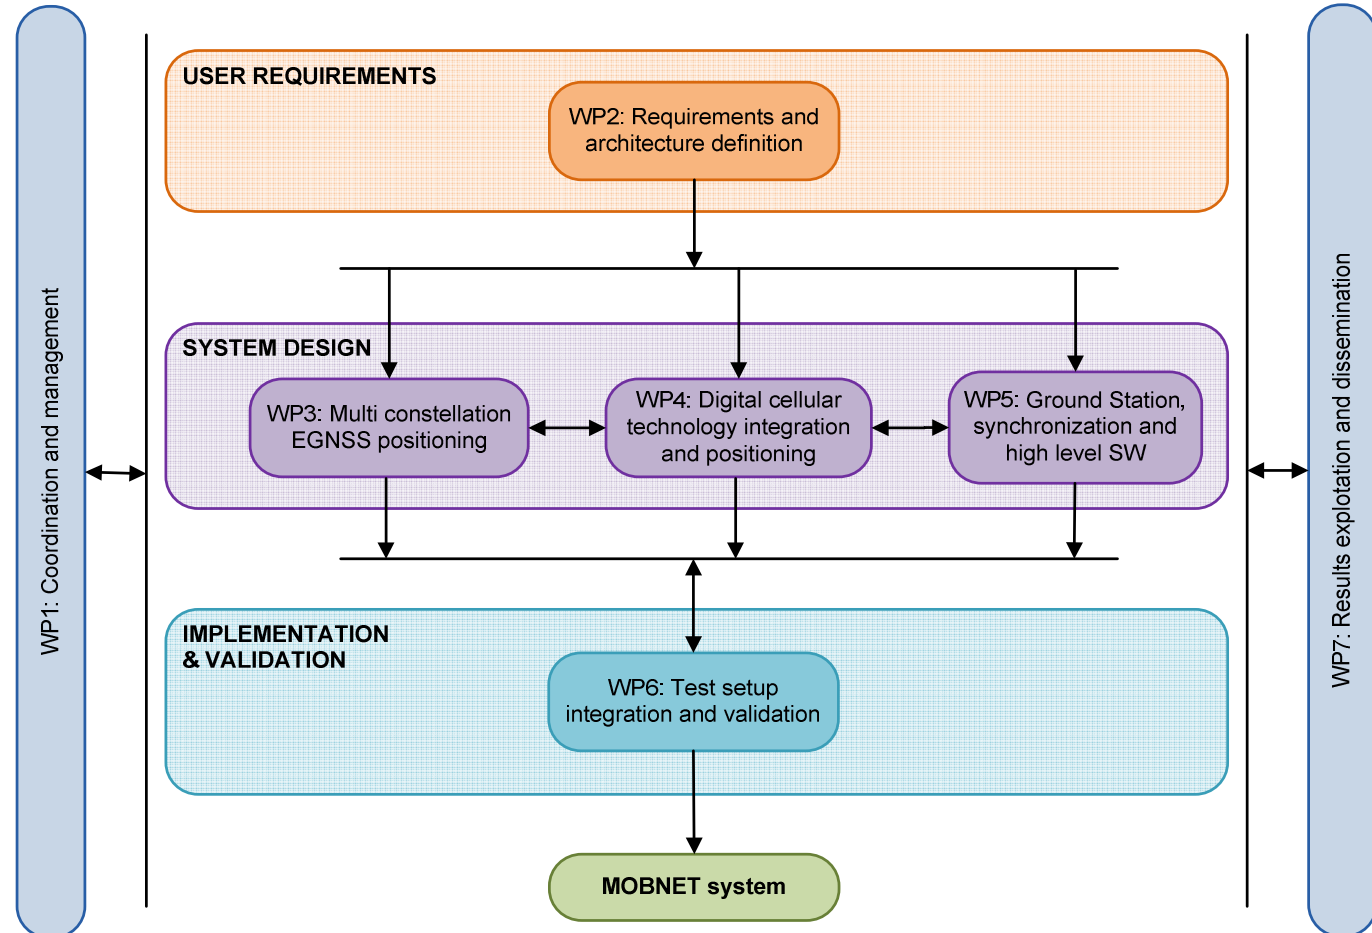 WP1: Coordination and management
USER REQUIREMENTS
WP2: Requirements and
architecture definition
SYSTEM DESIGN
WP3: Multi constellation
EGNSS positioning
WP4: Digital cellular
technology integration
and positioning
WP5: Ground Station,
synchronization and
high level SW
IMPLEMENTATION
& VALIDATION
WP6: Test setup
integration and validation
MOBNET system
WP7: Results explotation and dissemination